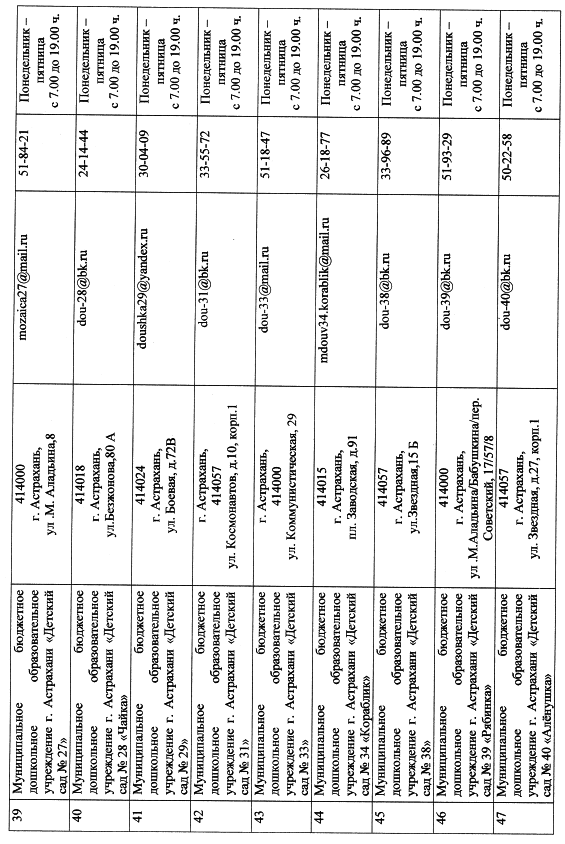 39
Муниципальное бюджетное
дошкольное образовательное
учреждение г. Астрахани «Детский
сад № 27»
414000
г. Астрахань,
ул .М. Аладьина,8
mozaica27@mail.ru
51-84-21
Понедельник –
пятница
с 7.00 до 19.00 ч.
40
Муниципальное бюджетное
дошкольное образовательное
учреждение г. Астрахани «Детский
сад № 28 «Чайка»
414018
г. Астрахань,
ул.Безжонова,80 А
dou-28@bk.ru
24-14-44
Понедельник –
пятница
с 7.00 до 19.00 ч.
41
Муниципальное бюджетное
дошкольное образовательное
учреждение г. Астрахани «Детский
сад № 29»
414024
г. Астрахань,
ул. Боевая, д.72В
doushka29@yandex.ru
30-04-09
Понедельник –
пятница
с 7.00 до 19.00 ч.
42
Муниципальное бюджетное
дошкольное образовательное
учреждение г. Астрахани «Детский
сад № 31»
г. Астрахань,
414057
ул. Космонавтов, д.10, корп.1
dou-31@bk.ru
33-55-72
Понедельник –
пятница
с 7.00 до 19.00 ч.
43
Муниципальное бюджетное
дошкольное образовательное
учреждение г. Астрахани «Детский
сад № 33»
г. Астрахань,
414000
ул. Коммунистическая, 29
dou-33@mail.ru
51-18-47
Понедельник –
пятница
с 7.00 до 19.00 ч.
44
Муниципальное бюджетное
дошкольное образовательное
учреждение г. Астрахани «Детский
сад № 34 «Кораблик»
414015
г. Астрахань,
пл. Заводская, д.91
mdouv34.korablik@mail.ru
26-18-77
Понедельник –
пятница
с 7.00 до 19.00 ч.
45
Муниципальное бюджетное
дошкольное образовательное
учреждение г. Астрахани «Детский
сад № 38»
414057
г. Астрахань,
ул.Звездная,15 Б
dou-38@bk.ru
33-96-89
Понедельник –
пятница
с 7.00 до 19.00 ч.
46
Муниципальное бюджетное
дошкольное образовательное
учреждение г. Астрахани «Детский
сад № 39 «Рябинка»
414000
г. Астрахань,
ул .М.Аладьина/Бабушкина/пер.
Советский, 17/57/8
dou-39@bk.ru
51-93-29
Понедельник –
пятница
с 7.00 до 19.00 ч.
47
Муниципальное бюджетное
дошкольное образовательное
учреждение г. Астрахани «Детский
сад № 40 «Алёнушка»
414057
г. Астрахань,
ул. Звездная, д.27, корп.1
dou-40@bk.ru
50-22-58
Понедельник –
пятница
с 7.00 до 19.00 ч.